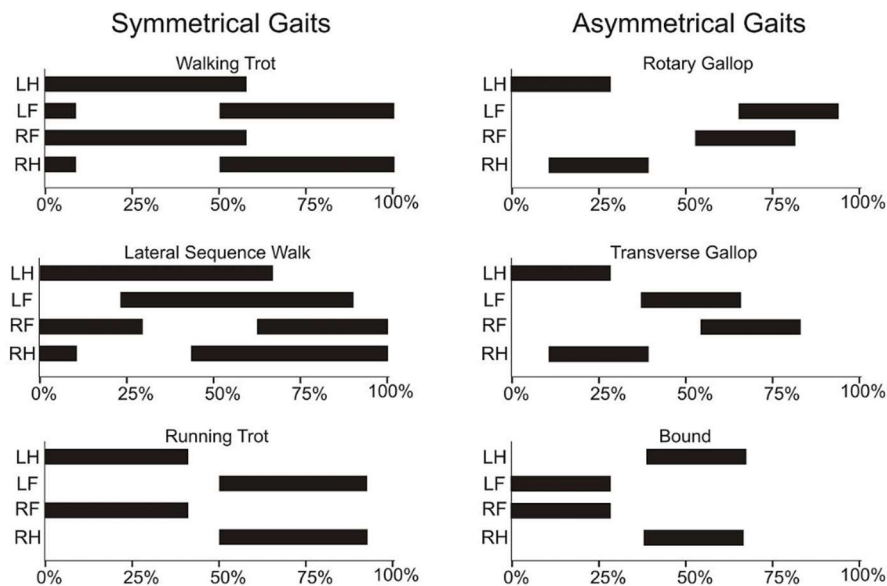 Symmetrical Gaits
Walking Trot
LH
LF
RF
RH
0% 25% 50% 75% 100%
Lateral Sequence Walk
LH
LF
RF
RH
0% 25% 50% 75% 100%
Running Trot
LH
LF
RF
RH
0% 25% 50% 75% 100%
Asymmetrical Gaits
Rotary Gallop
LH
LF
RF
RH
0% 25% 50% 75% 100%
Transverse Gallop
LH
LF
RF
RH
0% 25% 50% 75% 100%
Bound
LH
LF
RF
RH
0% 25% 50% 75% 100%